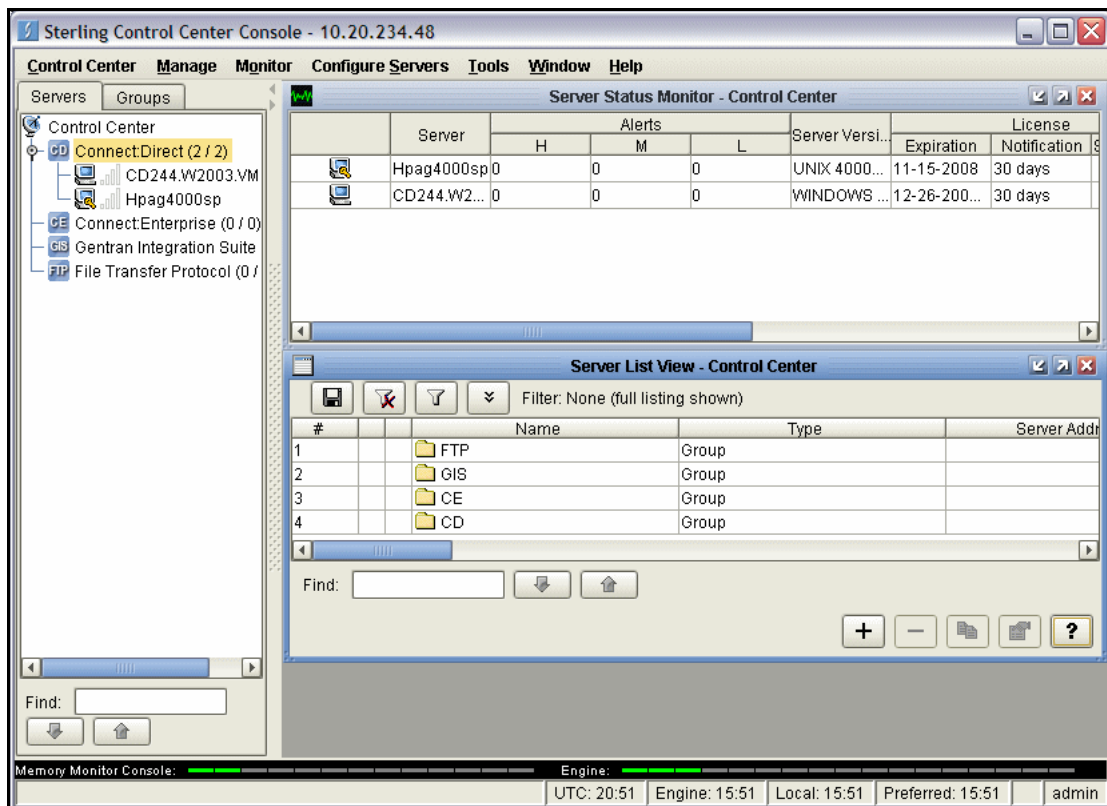 Sterling Control Center Console - 10.20.234.48
Control Center Manage Monitor Configure Servers Tools Window Help
Servers Groups
Control Center
CD Connect:Direct (2 / 2)
CD244.W2003.VM
Hpag4000sp
CE Connect:Enterprise (0 / 0)
GIS Gentran Integration Suite
FTP File Transfer Protocol (0 /
Find:
Server Status Monitor - Control Center
Server Alerts Server Versi... License
H M L Expiration Notification S
Hpag4000sp 0 0 0 UNIX 4000... 11-15-2008 30 days
CD244.W2... 0 0 0 WINDOWS ... 12-26-200... 30 days
Server List View - Control Center
Filter: None (full listing shown)
# Name Type Server Addr
1 FTP Group
2 GIS Group
3 CE Group
4 CD Group
Find:
+ − ?
Memory Monitor Console: Engine:
UTC: 20:51 Engine: 15:51 Local: 15:51 Preferred: 15:51 admin